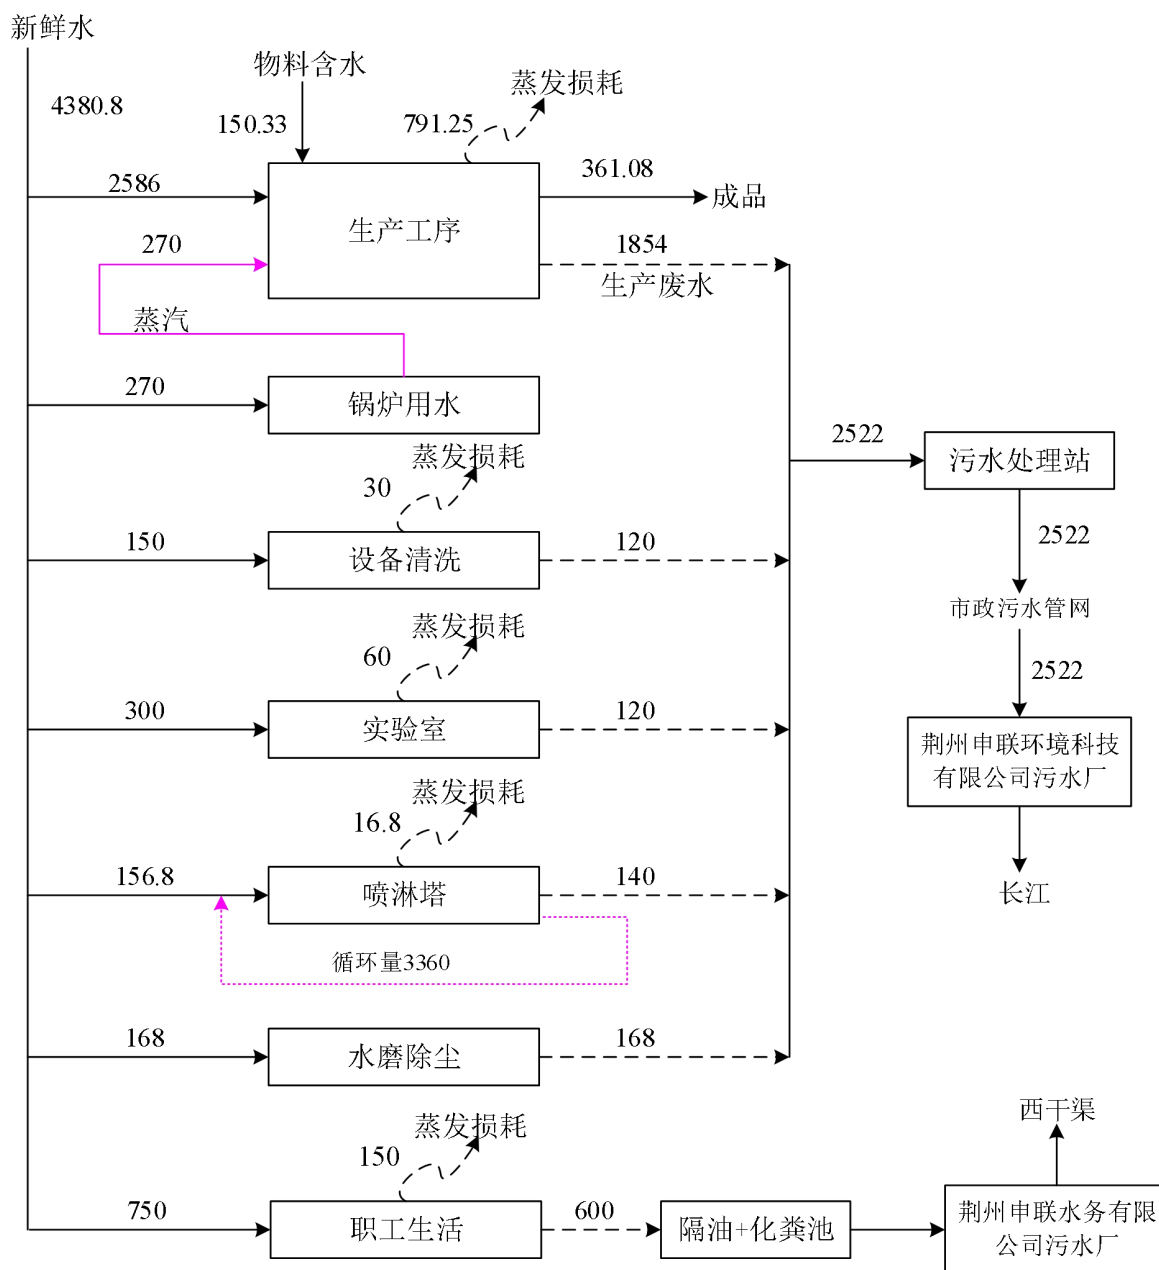 新鲜水
物料含水
蒸发损耗
4380.8
150.33
791.25
2586
361.08
成品
生产工序
270
1854
生产废水
蒸汽
270
锅炉用水
2522
污水处理站
蒸发损耗
30
150
设备清洗
120
2522
市政污水管网
蒸发损耗
60
2522
300
实验室
120
荆州申联环境科技
有限公司污水厂
蒸发损耗
16.8
156.8
喷淋塔
140
长江
循环量3360
168
水磨除尘
168
西干渠
蒸发损耗
150
750
职工生活
600
隔油+化粪池
荆州申联水务有限
公司污水厂